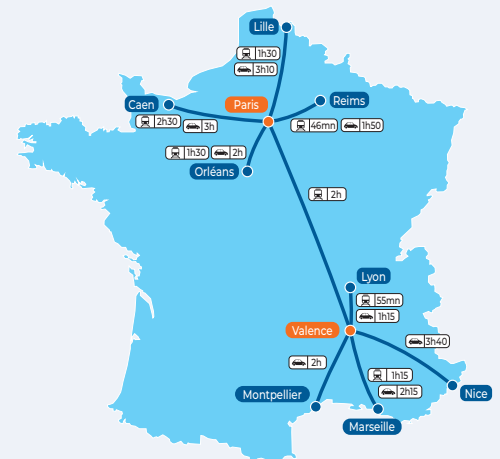 Lille
1h30
3h10
Caen
Paris
Reims
2h30
3h
46mn
1h50
1h30
2h
Orléans
2h
Lyon
55mn
1h15
Valence
3h40
2h
1h15
2h15
Montpellier
Nice
Marseille